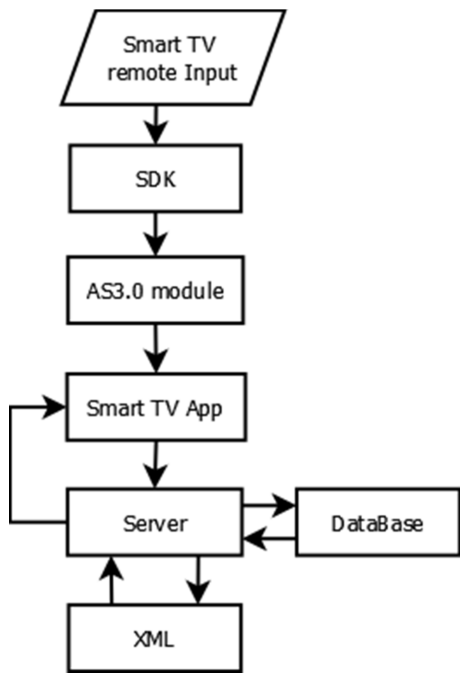 Smart TV
remote Input
SDK
AS3.0 module
Smart TV App
Server
DataBase
XML